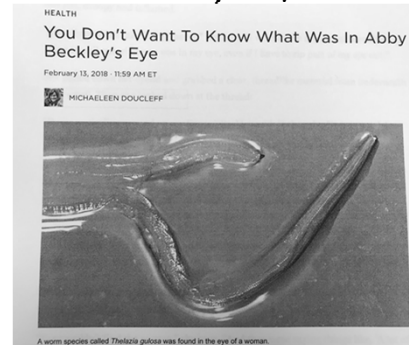 HEALTH
You Don't Want To Know What Was In Abby
Beckley's Eye
February 13, 2018 · 11:59 AM ET
MICHAELEEN DOUCLEFF
A worm species called Thelazia gulosa was found in the eye of a woman.